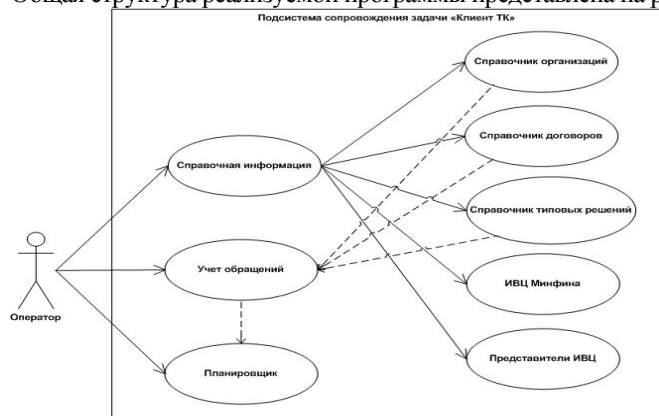 Общая структура реализуемой программы представлена на р
Подсистема сопровождения задачи «Клиент ТК»
Справочник организаций
Справочник договоров
Справочная информация
Справочник типовых решений
Учет обращений
ИВЦ Минфина
Оператор
Представители ИВЦ
Планировщик